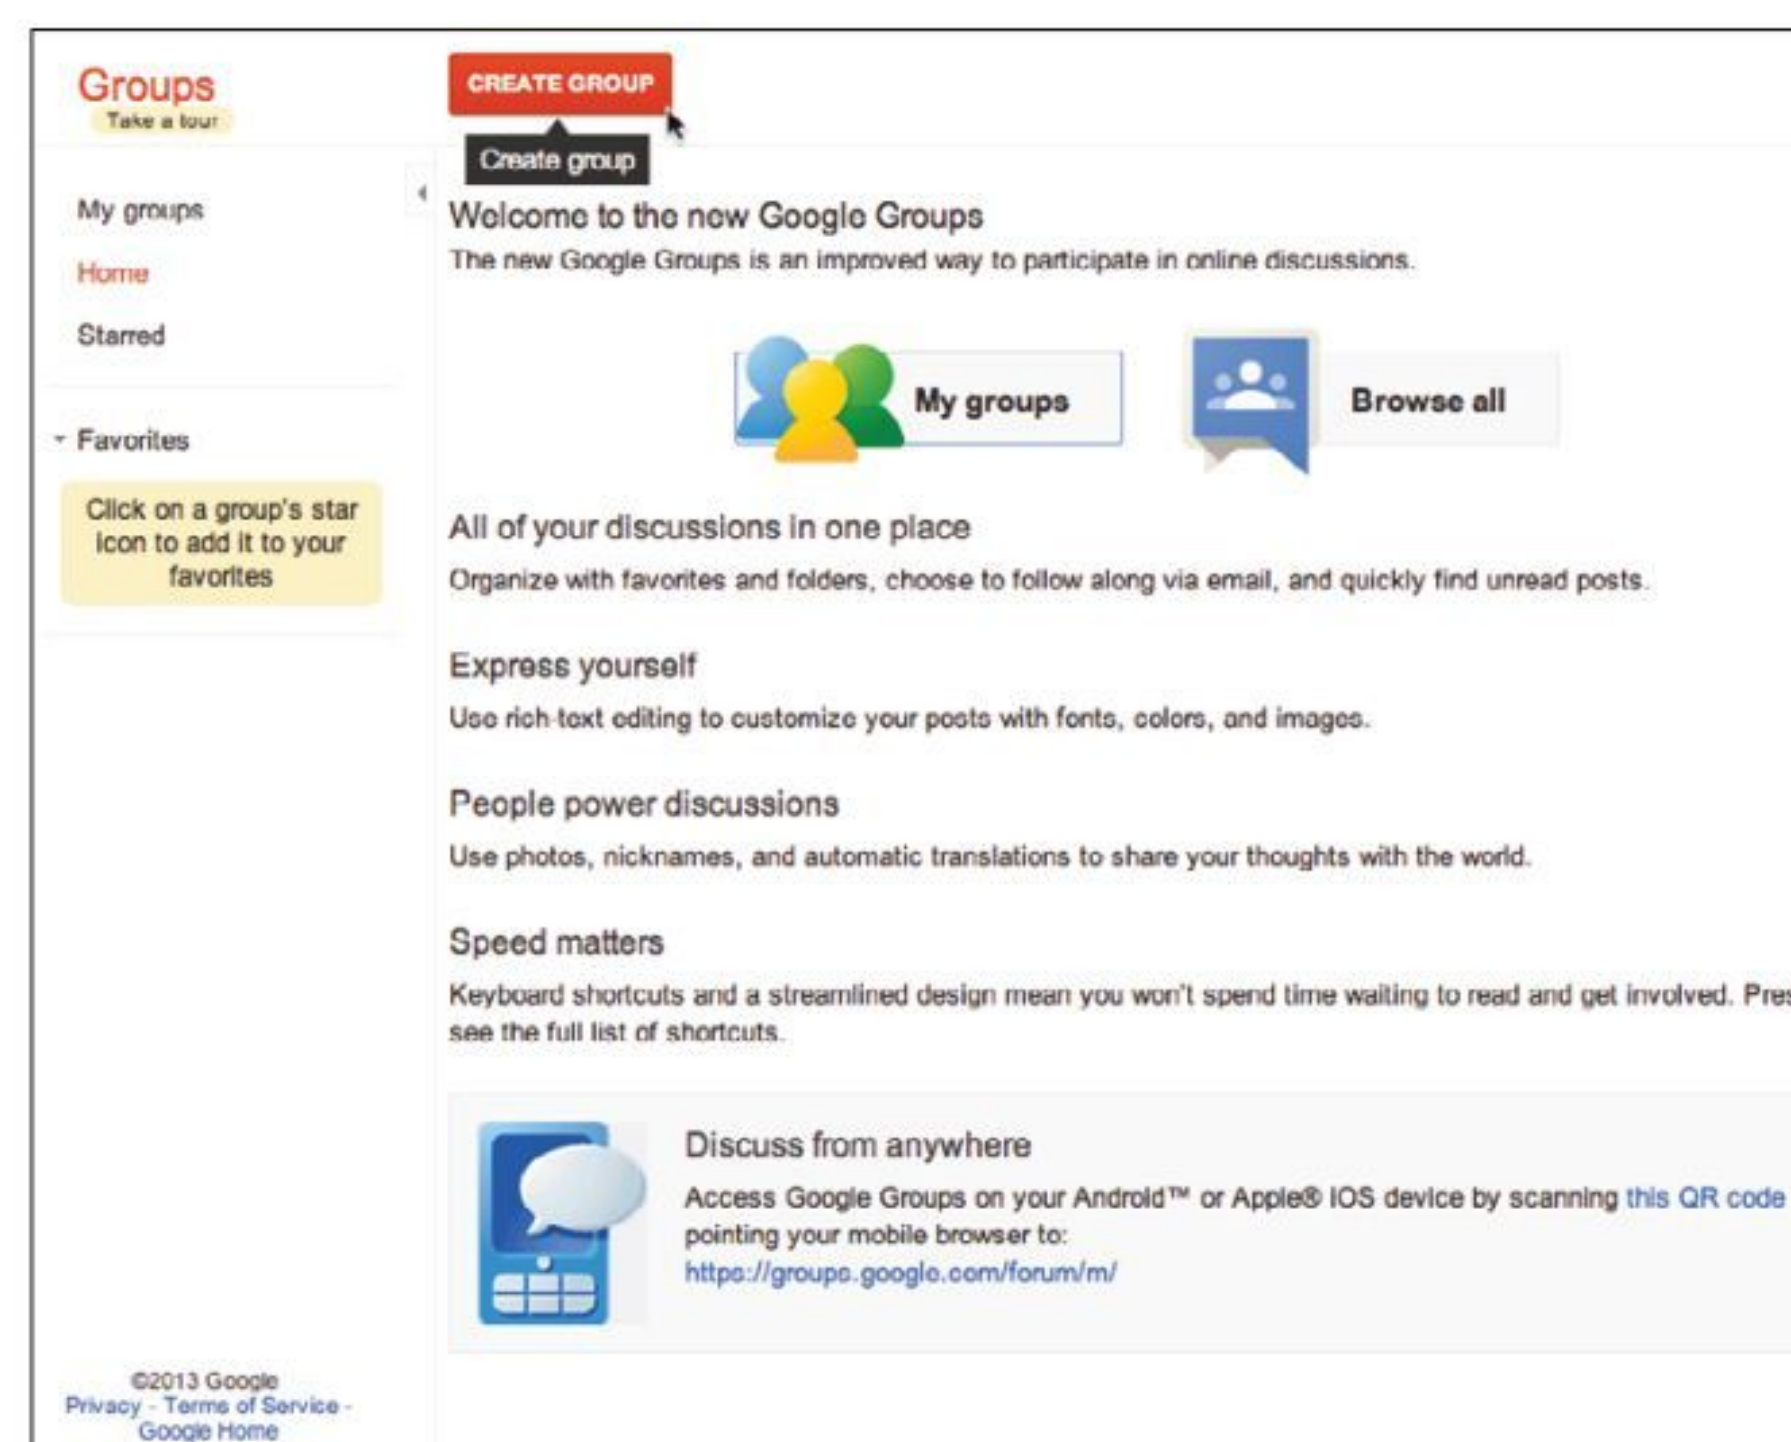 Groups
Take a tour
CREATE GROUP
Create group
My groups
Home
Starred
Favorites
Click on a group's star
icon to add it to your
favorites
Welcome to the new Google Groups
The new Google Groups is an improved way to participate in online discussions.
My groups
Browse all
All of your discussions in one place
Organize with favorites and folders, choose to follow along via email, and quickly find unread posts.
Express yourself
Use rich-text editing to customize your posts with fonts, colors, and images.
People power discussions
Use photos, nicknames, and automatic translations to share your thoughts with the world.
Speed matters
Keyboard shortcuts and a streamlined design mean you won't spend time waiting to read and get involved. Pres
see the full list of shortcuts.
Discuss from anywhere
Access Google Groups on your Android™ or Apple® iOS device by scanning this QR code
pointing your mobile browser to:
https://groups.google.com/forum/m/
©2013 Google
Privacy - Terms of Service -
Google Home